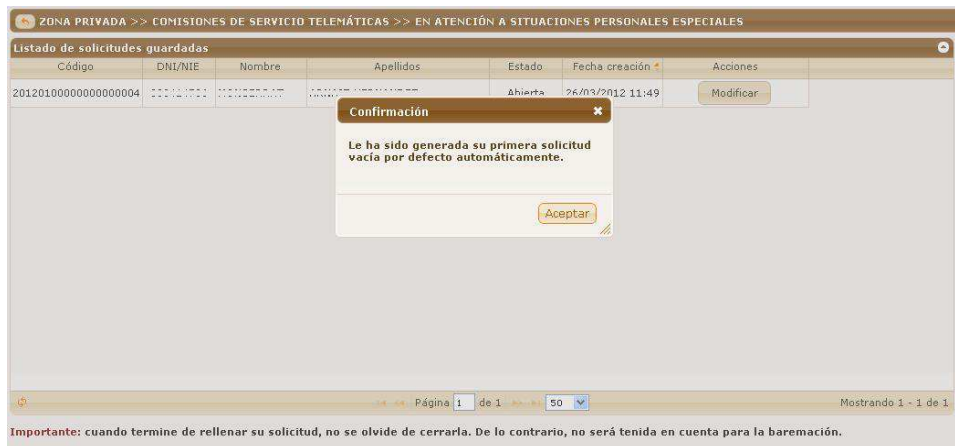 ZONA PRIVADA >> COMISIONES DE SERVICIO TELEMÁTICAS >> EN ATENCIÓN A SITUACIONES PERSONALES ESPECIALES
Listado de solicitudes guardadas
Código DNI/NIE Nombre Apellidos Estado Fecha creación Acciones
20120100000000000004 Abierta 26/03/2012 11:49 Modificar
Confirmación
Le ha sido generada su primera solicitud
vacía por defecto automáticamente.
Aceptar
Página 1 de 1 50 Mostrando 1 - 1 de 1
Importante: cuando termine de rellenar su solicitud, no se olvide de cerrarla. De lo contrario, no será tenida en cuenta para la baremación.